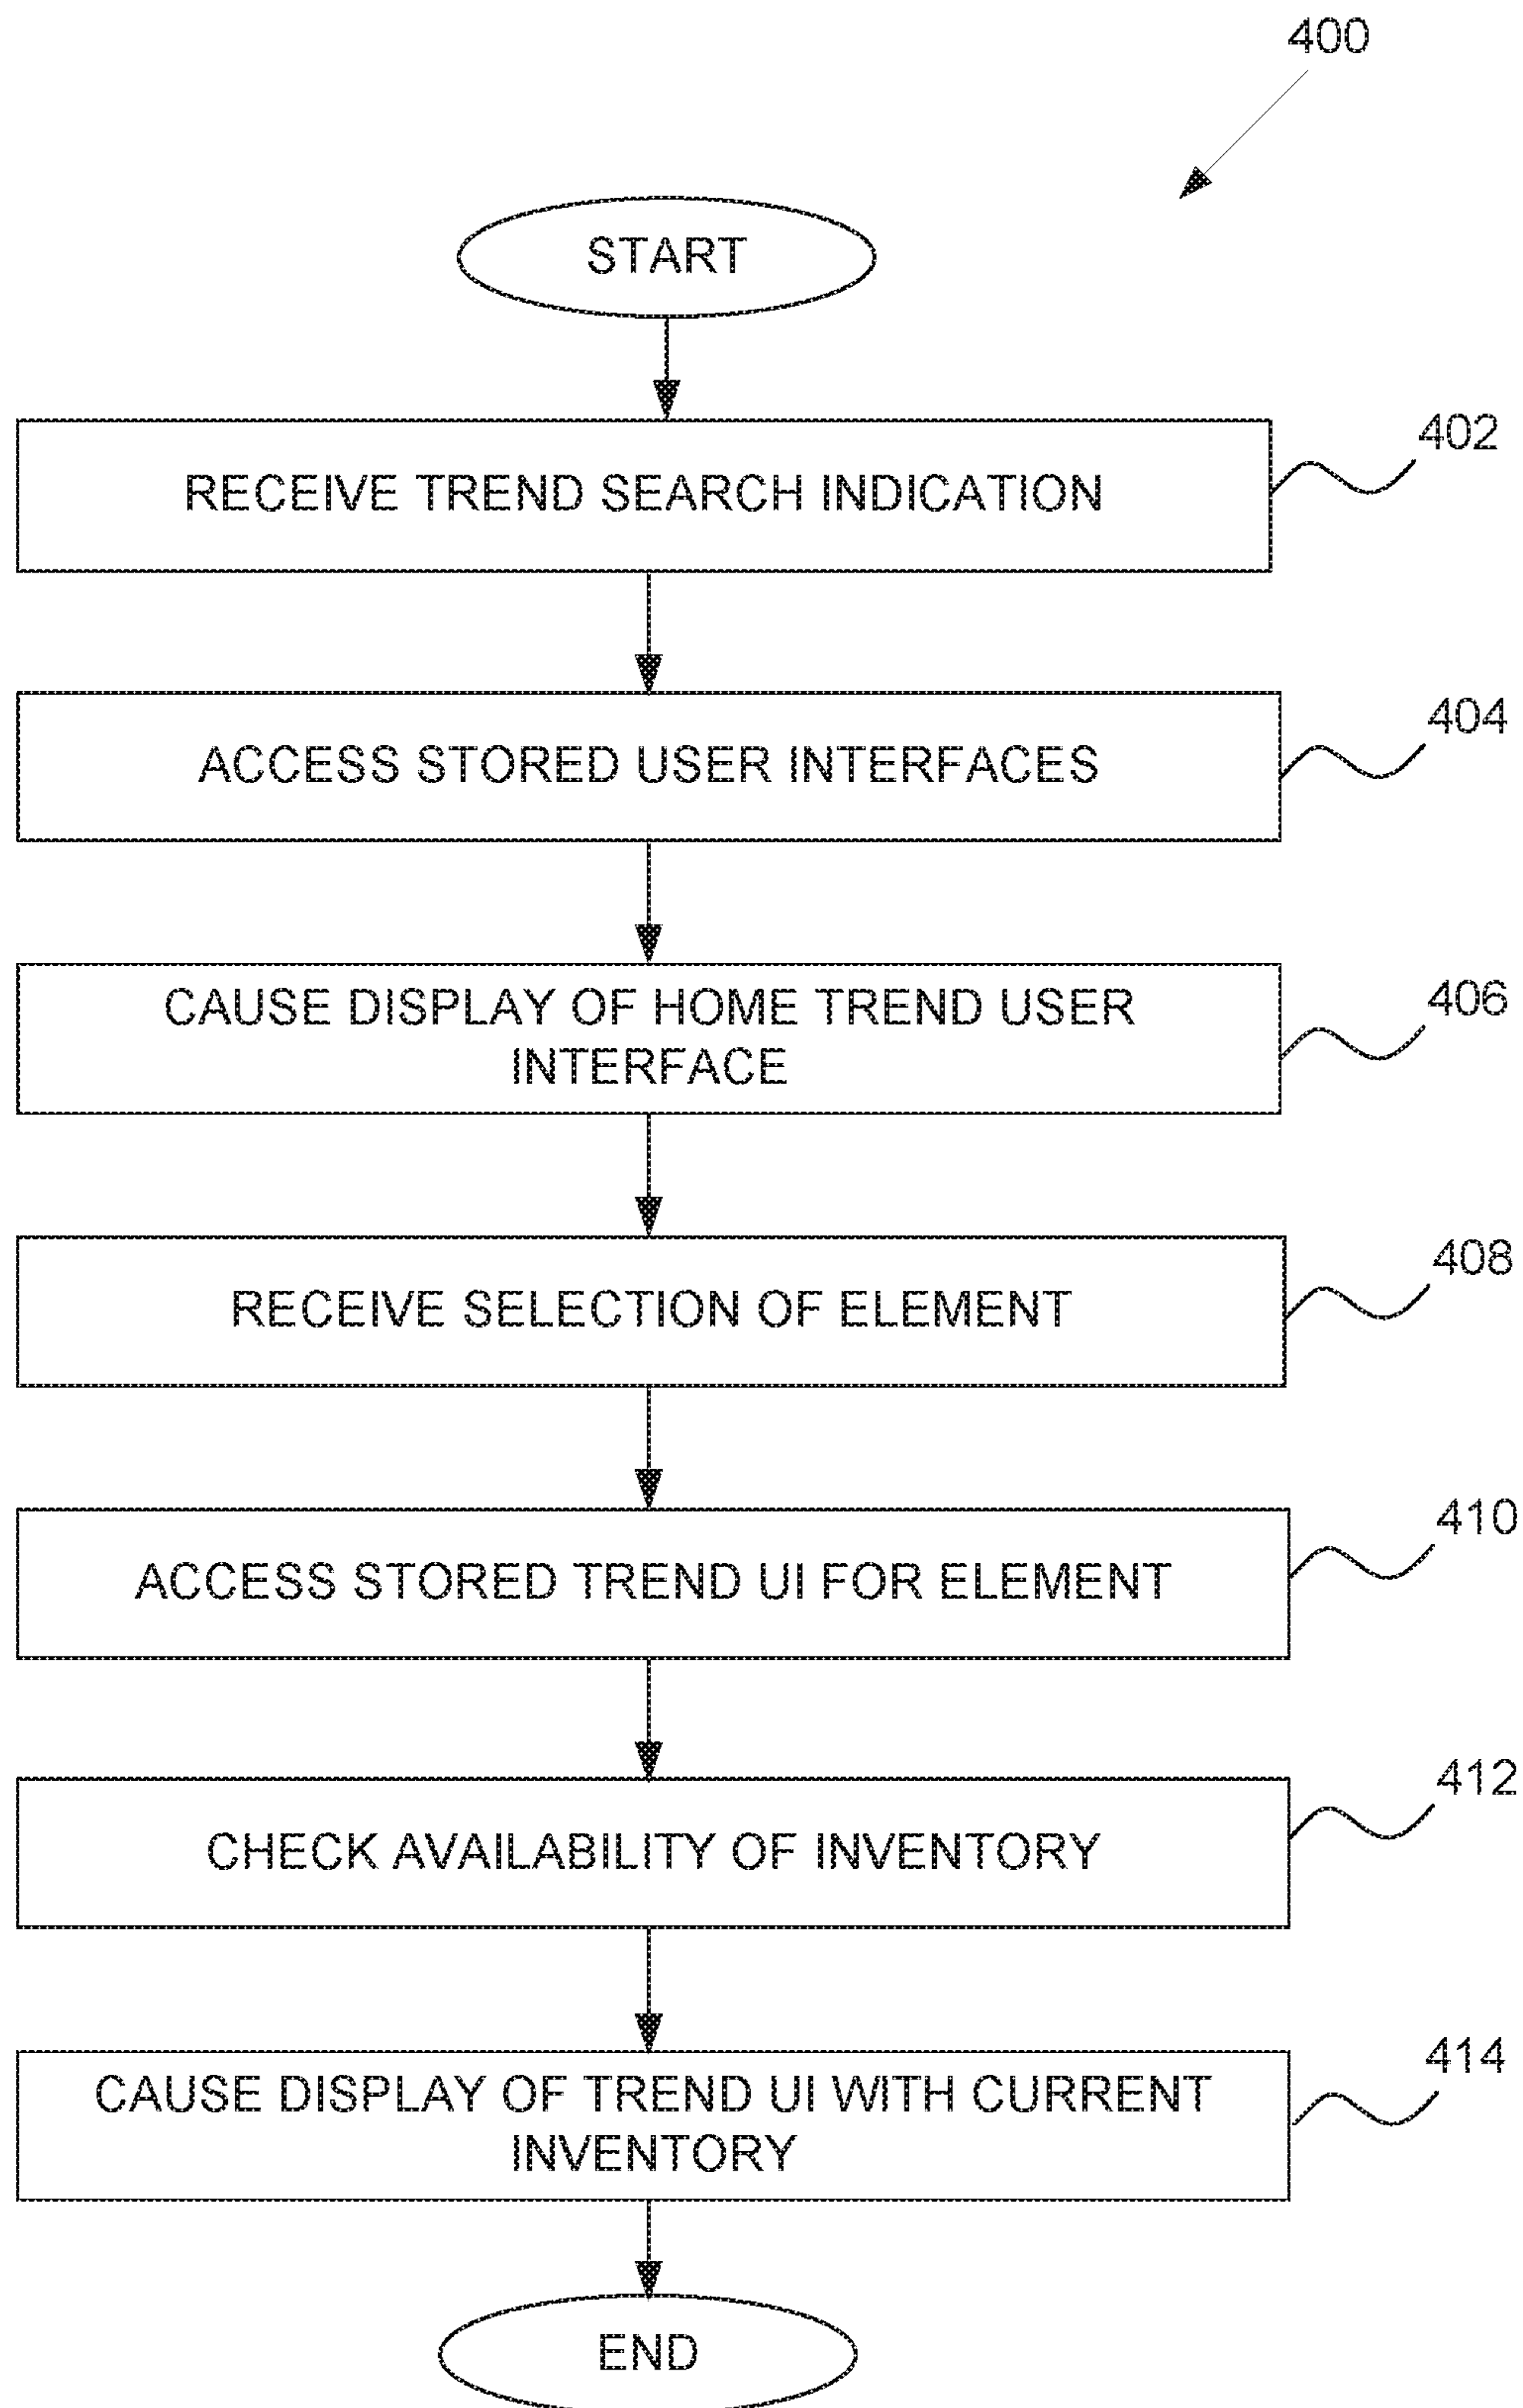 400
START
RECEIVE TREND SEARCH INDICATION
402
ACCESS STORED USER INTERFACES
404
CAUSE DISPLAY OF HOME TREND USER
INTERFACE
406
RECEIVE SELECTION OF ELEMENT
408
ACCESS STORED TREND UI FOR ELEMENT
410
CHECK AVAILABILITY OF INVENTORY
412
CAUSE DISPLAY OF TREND UI WITH CURRENT
INVENTORY
414
END